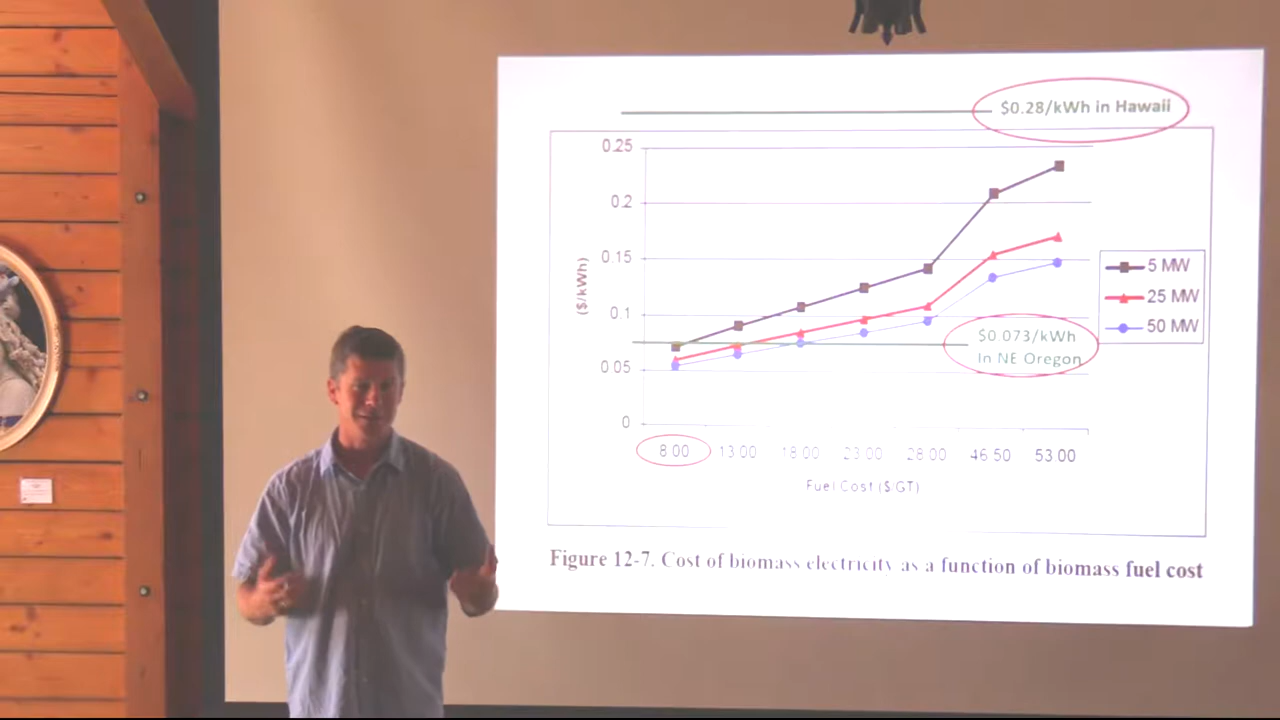 $0.28/kWh in Hawaii
0.25
0.2
0.15
0.1
0.05
0
($/kWh)
5 MW
25 MW
50 MW
$0.073/kWh
In NE Oregon
8.00 13.00 18.00 23.00 28.00 46.50 53.00
Fuel Cost ($/GT)
Figure 12-7. Cost of biomass electricity as a function of biomass fuel cost